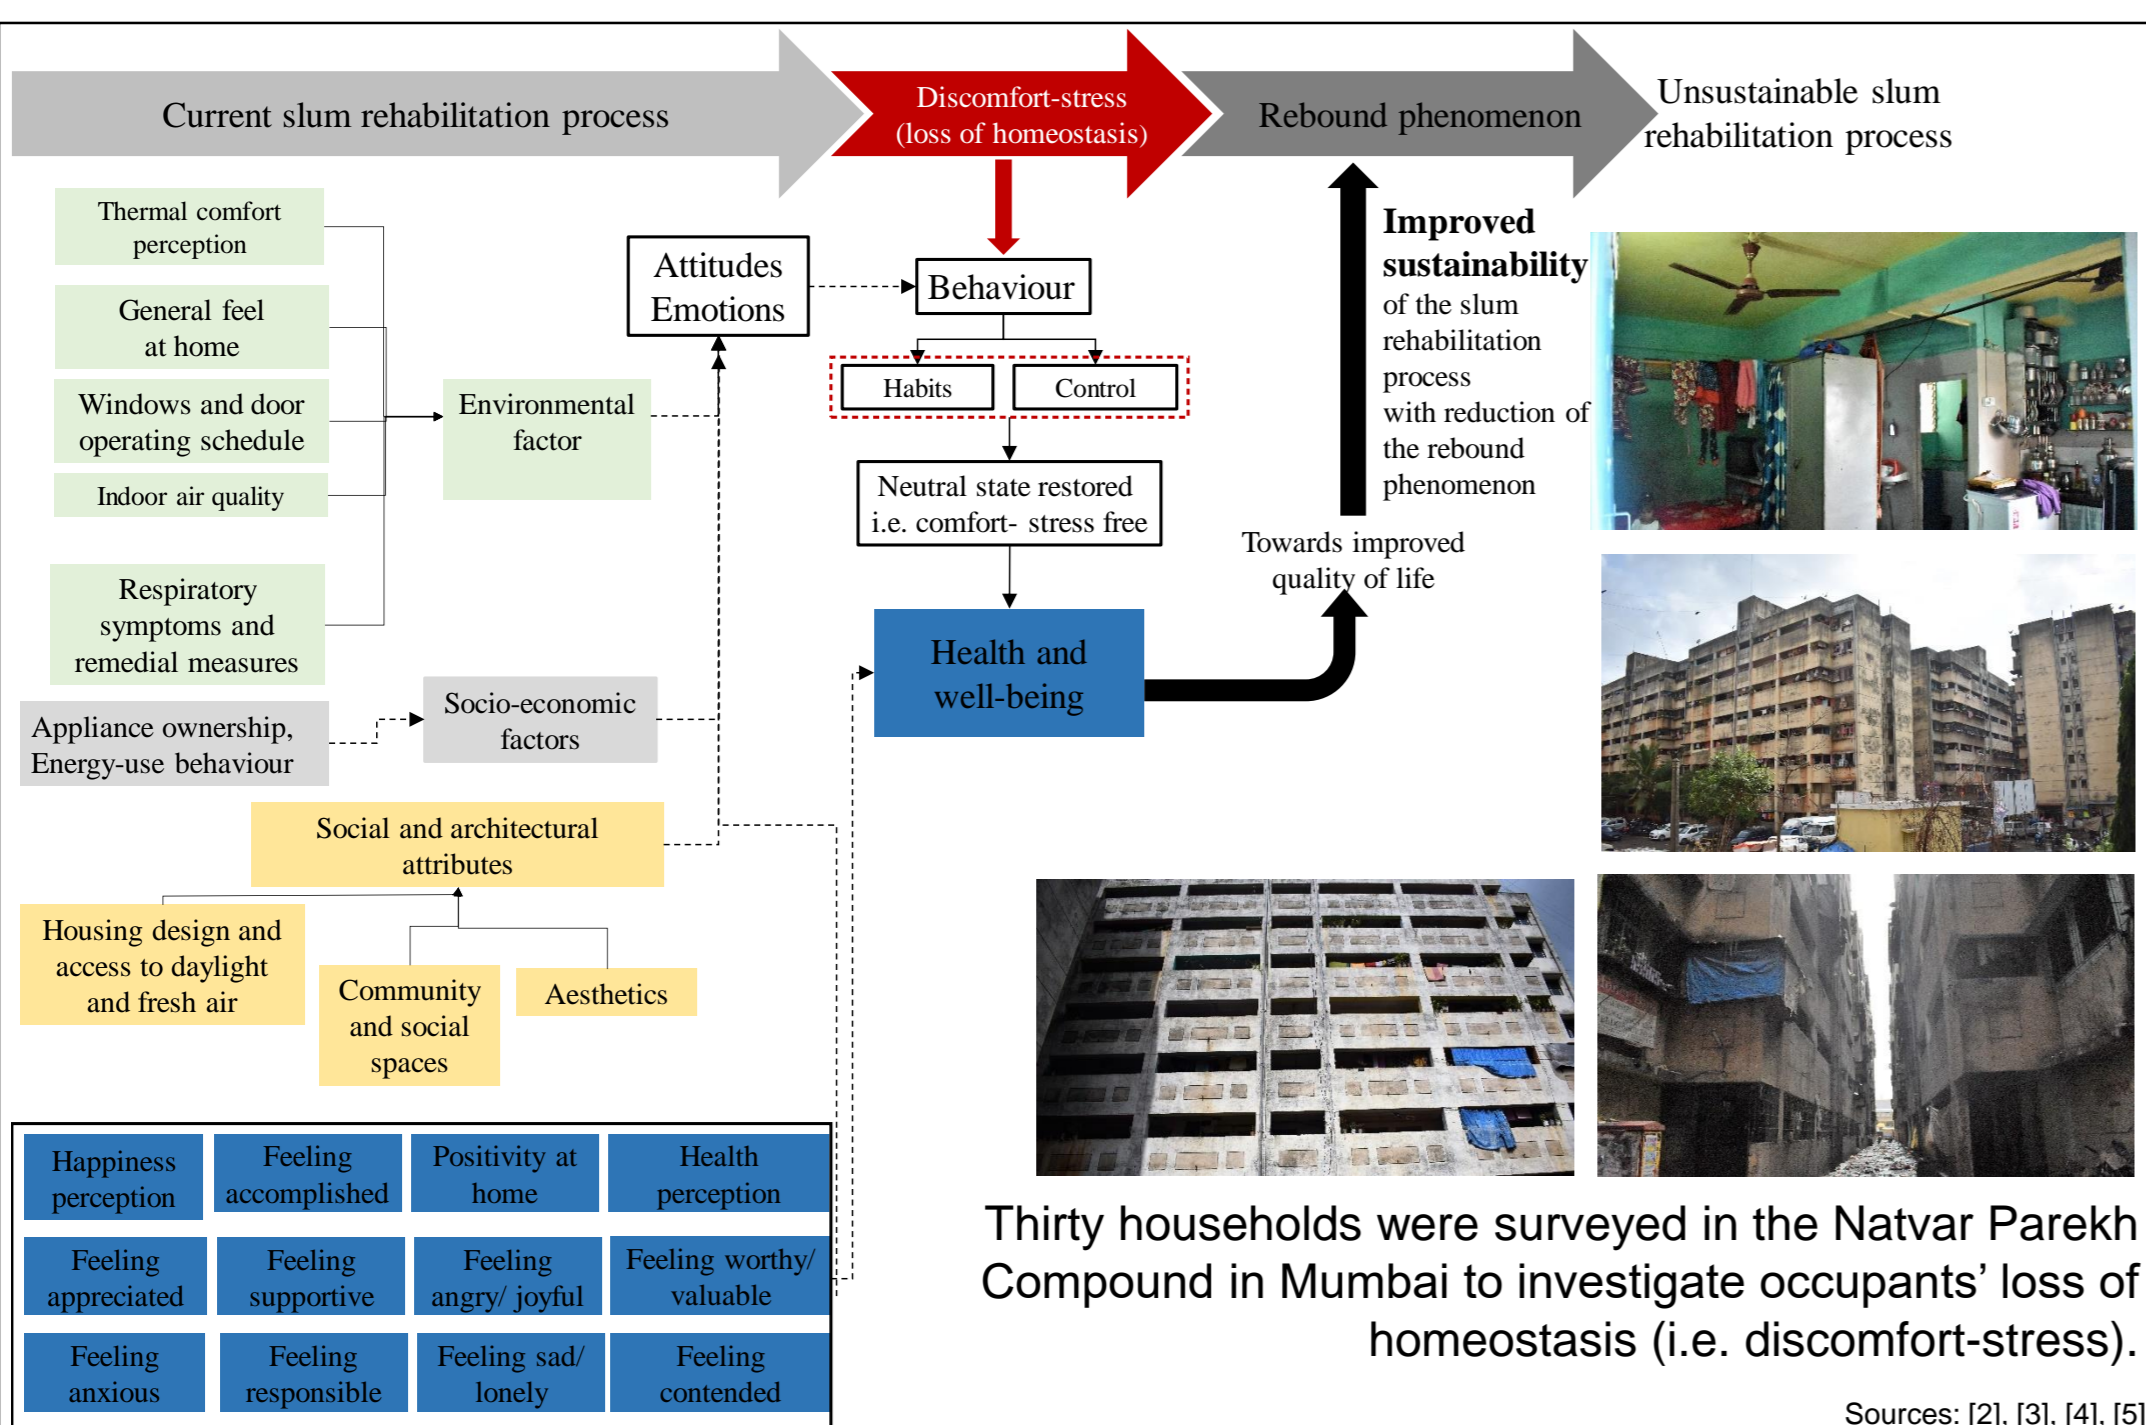 Current slum rehabilitation process
Discomfort-stress
(loss of homeostasis)
Rebound phenomenon
Unsustainable slum
rehabilitation process
Thermal comfort
perception
General feel
at home
Windows and door
operating schedule
Indoor air quality
Respiratory
symptoms and
remedial measures
Environmental
factor
Appliance ownership,
Energy-use behaviour
Socio-economic
factors
Social and architectural
attributes
Housing design and
access to daylight
and fresh air
Community
and social
spaces
Aesthetics
Attitudes
Emotions
Behaviour
Habits
Control
Neutral state restored
i.e. comfort- stress free
Health and
well-being
Towards improved
quality of life
Improved
sustainability
of the slum
rehabilitation
process
with reduction of
the rebound
phenomenon
Happiness
perception
Feeling
accomplished
Positivity at
home
Health
perception
Feeling
appreciated
Feeling
supportive
Feeling
angry/ joyful
Feeling worthy/
valuable
Feeling
anxious
Feeling
responsible
Feeling sad/
lonely
Feeling
contended
Thirty households were surveyed in the Natvar Parekh
Compound in Mumbai to investigate occupants’ loss of
homeostasis (i.e. discomfort-stress).
Sources: [2], [3], [4], [5]